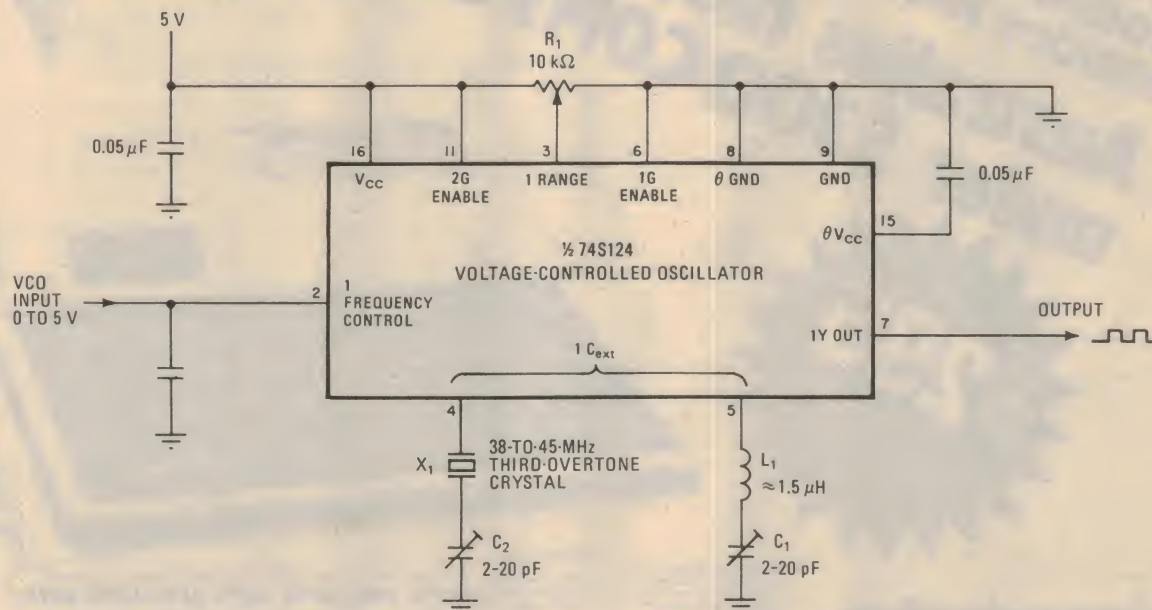 5 V
R₁
10 kΩ
0.05 µF
16
11
3
6
8
9
V_CC
2G
ENABLE
1 RANGE
1G
ENABLE
θ GND
GND
0.05 µF
15
θV_CC
½ 74S124
VOLTAGE-CONTROLLED OSCILLATOR
VCO
INPUT
0 TO 5 V
2
1
FREQUENCY
CONTROL
OUTPUT
7
1Y OUT
1 C_ext
4
5
X₁
38-TO-45-MHz
THIRD-OVERTONE
CRYSTAL
L₁
≈1.5 µH
C₂
2-20 pF
C₁
2-20 pF